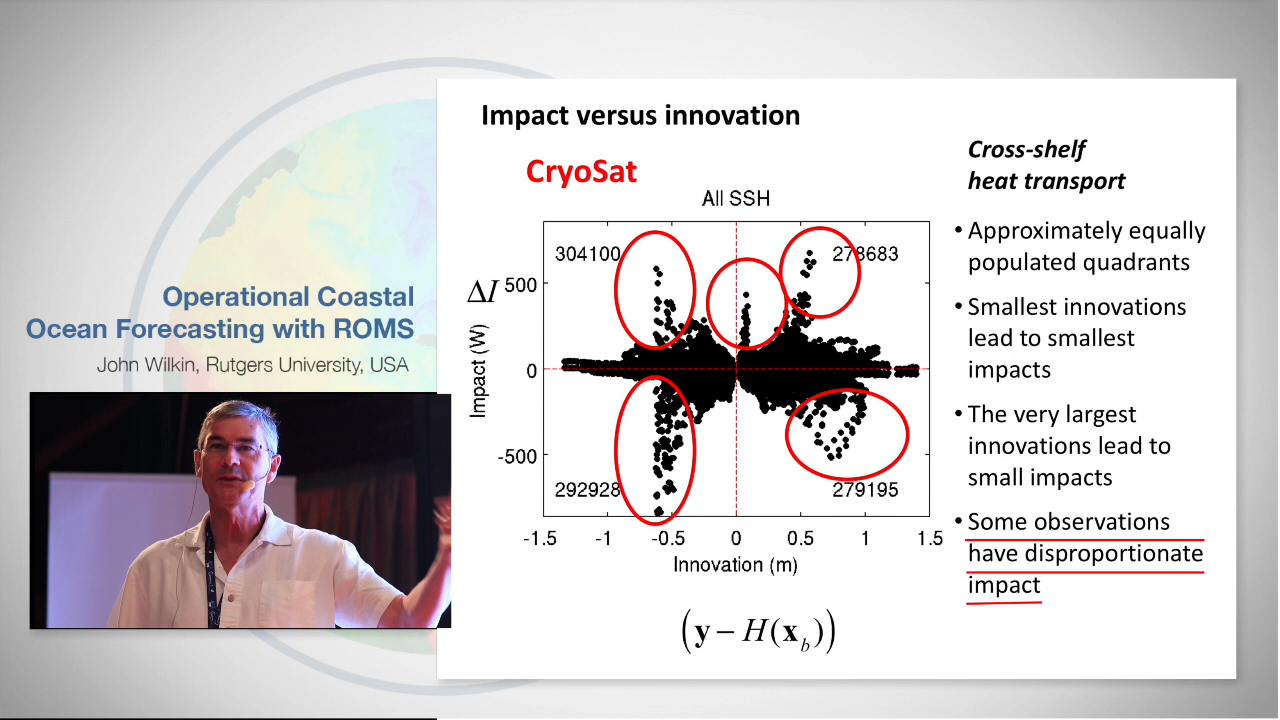 Impact versus innovation
Cross-shelf
heat transport
CryoSat
All SSH
• Approximately equally
populated quadrants
• Smallest innovations
lead to smallest
impacts
• The very largest
innovations lead to
small impacts
• Some observations
have disproportionate
impact
304100
278683
292928
279195
ΔI
500
0
-500
Impact (W)
-1.5 -1 -0.5 0 0.5 1 1.5
Innovation (m)
(y − H(x_b))
Operational Coastal
Ocean Forecasting with ROMS
John Wilkin, Rutgers University, USA